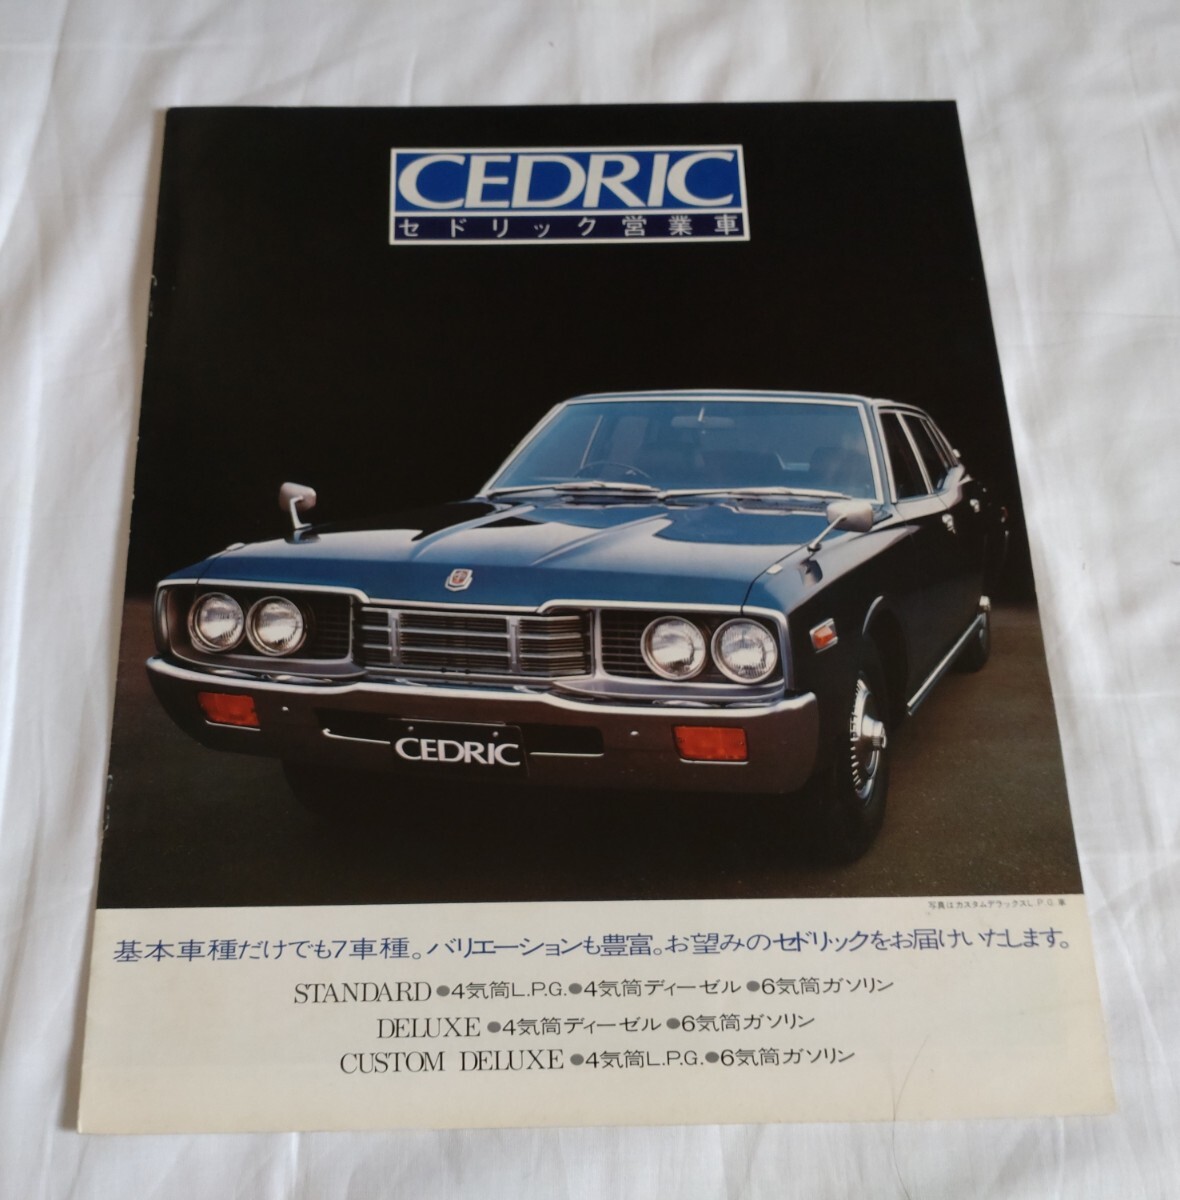 CEDRIC
セドリック営業車
CEDRIC
写真はカスタムデラックスL.P.G.車
基本車種だけでも7車種。バリエーションも豊富。お望みのセドリックをお届けいたします。
STANDARD●4気筒L.P.G.●4気筒ディーゼル●6気筒ガソリン
DELUXE●4気筒ディーゼル●6気筒ガソリン
CUSTOM DELUXE●4気筒L.P.G.●6気筒ガソリン